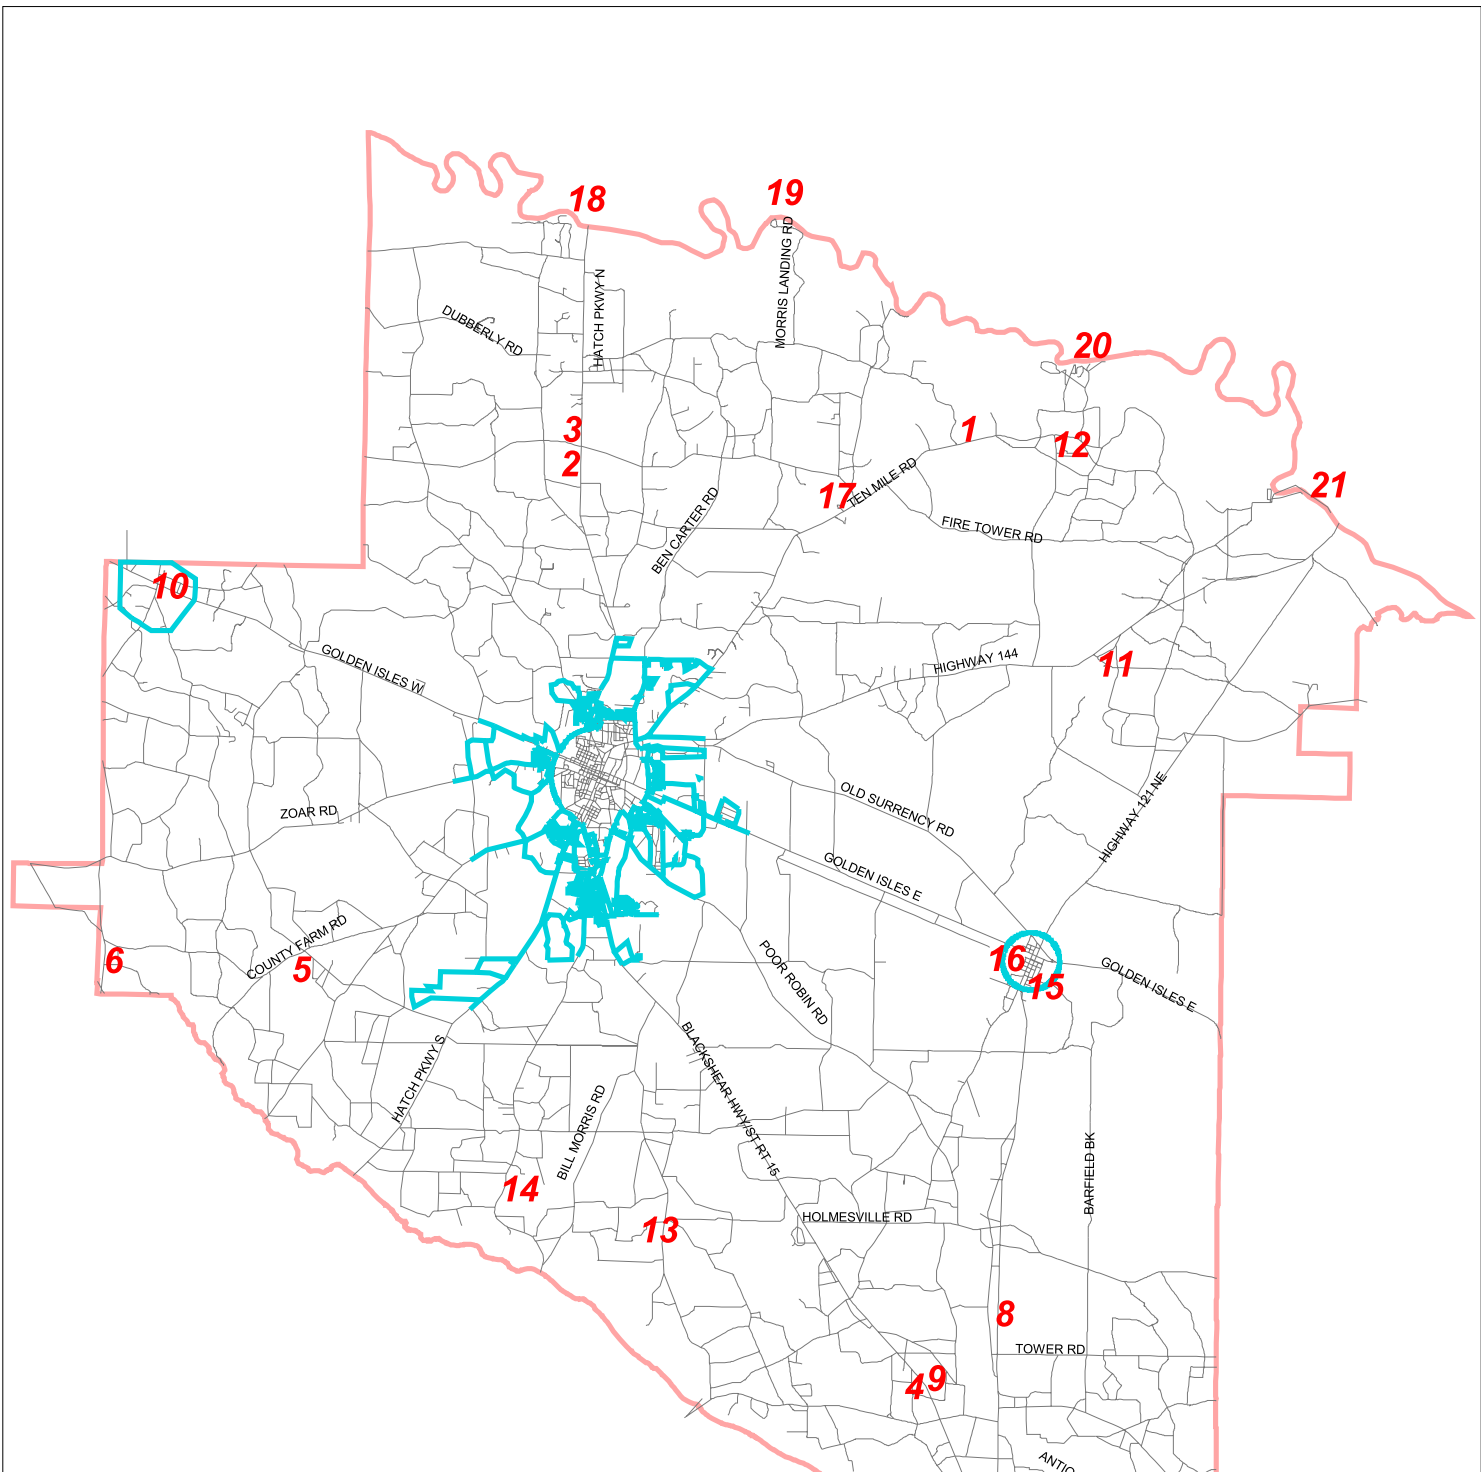 18
19
MORRIS LANDING RD
HATCH PKWY N
DUBBERLY RD
20
3
1
12
2
17
TEN MILE RD
21
BEN CARTER RD
FIRE TOWER RD
10
GOLDEN ISLES W
HIGHWAY 144
11
ZOAR RD
OLD SURRENCY RD
HIGHWAY 121 NE
GOLDEN ISLES E
COUNTY FARM RD
6
5
POOR ROBIN RD
16
15
GOLDEN ISLES E
HATCH PKWY S
BLACKSHEAR HWY/ST RT 15
BILL MORRIS RD
BARFIELD BK
14
13
HOLMESVILLE RD
8
TOWER RD
4
9
ANTIO